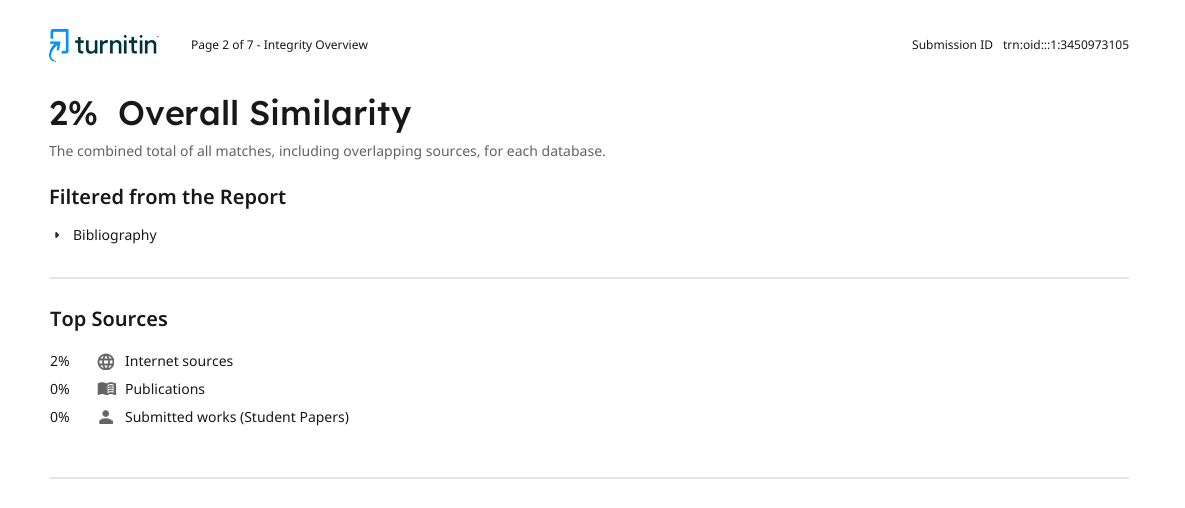 turnitin Page 2 of 7 - Integrity Overview Submission ID trn:oid:::1:3450973105
2% Overall Similarity
The combined total of all matches, including overlapping sources, for each database.
Filtered from the Report
Bibliography
Top Sources
2% Internet sources
0% Publications
0% Submitted works (Student Papers)